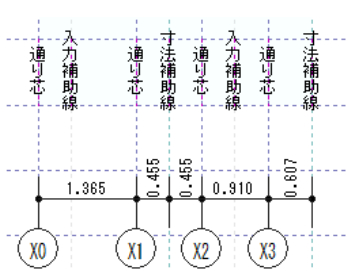 通り芯
入力補助線
通り芯
寸法補助線
通り芯
入力補助線
通り芯
寸法補助線
1.365
0.455
0.455
0.910
0.607
X0
X1
X2
X3